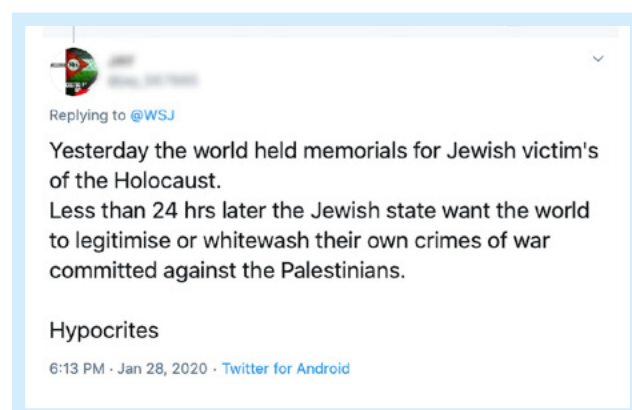 Replying to @WSJ
Yesterday the world held memorials for Jewish victim's
of the Holocaust.
Less than 24 hrs later the Jewish state want the world
to legitimise or whitewash their own crimes of war
committed against the Palestinians.
Hypocrites
6:13 PM · Jan 28, 2020 · Twitter for Android